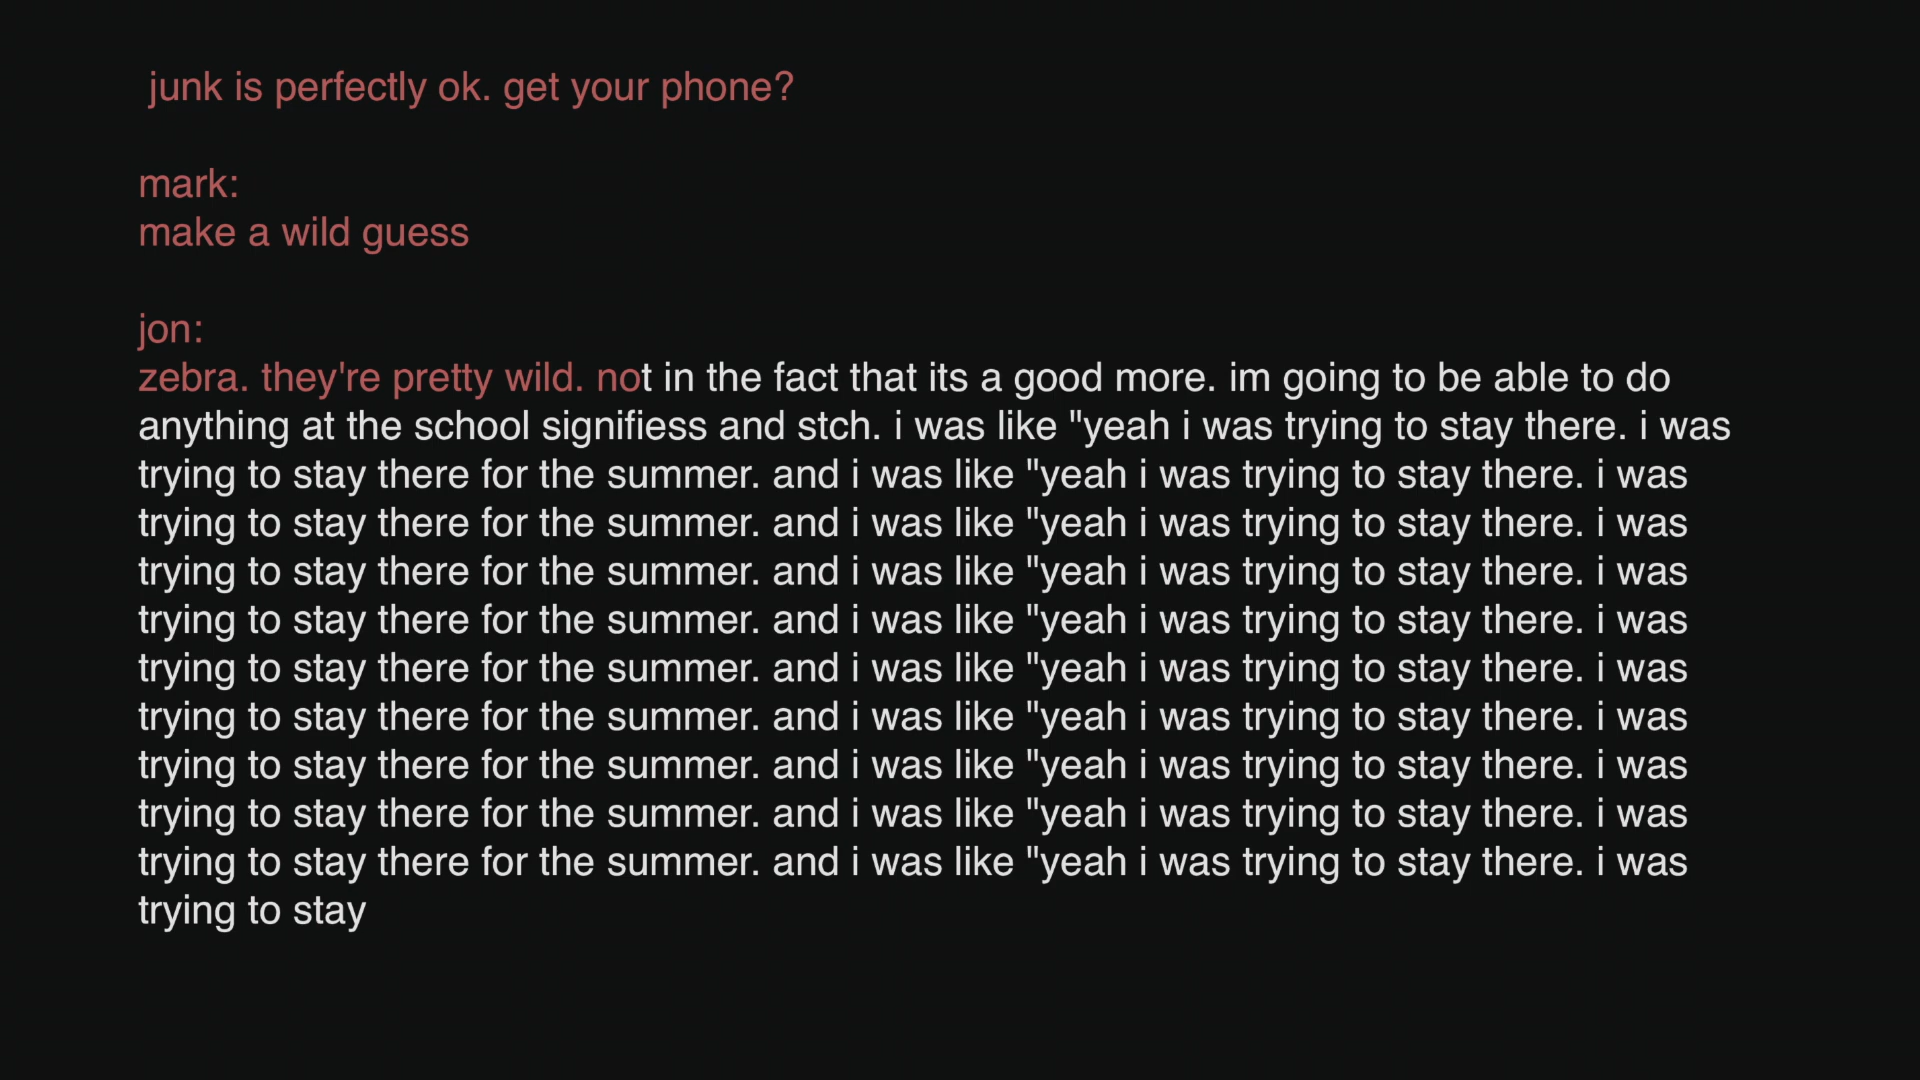 junk is perfectly ok. get your phone?
mark:
make a wild guess
jon:
zebra. they're pretty wild. not in the fact that its a good more. im going to be able to do
anything at the school signifiess and stch. i was like "yeah i was trying to stay there. i was
trying to stay there for the summer. and i was like "yeah i was trying to stay there. i was
trying to stay there for the summer. and i was like "yeah i was trying to stay there. i was
trying to stay there for the summer. and i was like "yeah i was trying to stay there. i was
trying to stay there for the summer. and i was like "yeah i was trying to stay there. i was
trying to stay there for the summer. and i was like "yeah i was trying to stay there. i was
trying to stay there for the summer. and i was like "yeah i was trying to stay there. i was
trying to stay there for the summer. and i was like "yeah i was trying to stay there. i was
trying to stay there for the summer. and i was like "yeah i was trying to stay there. i was
trying to stay there for the summer. and i was like "yeah i was trying to stay there. i was
trying to stay